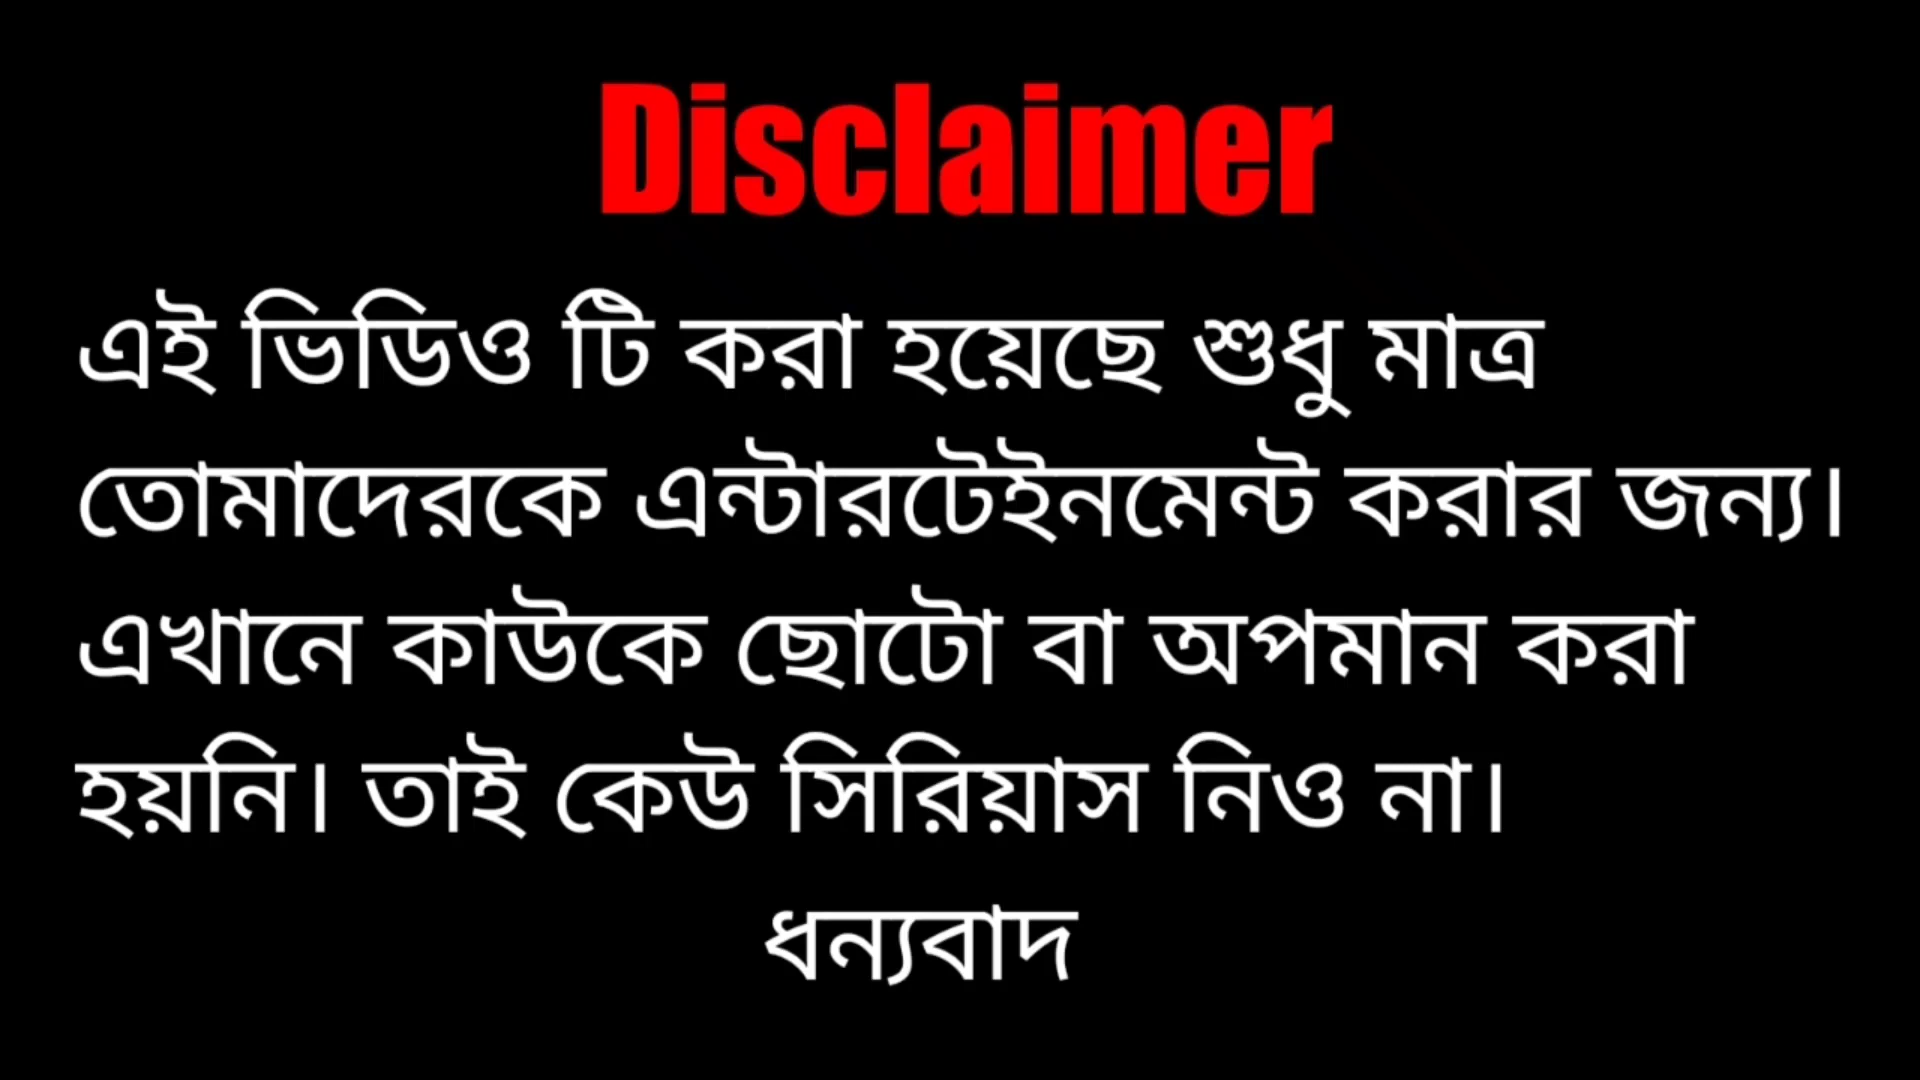 Disclaimer
এই ভিডিও টি করা হয়েছে শুধু মাত্র
তোমাদেরকে এন্টারটেইনমেন্ট করার জন্য।
এখানে কাউকে ছোটো বা অপমান করা
হয়নি। তাই কেউ সিরিয়াস নিও না।
ধন্যবাদ